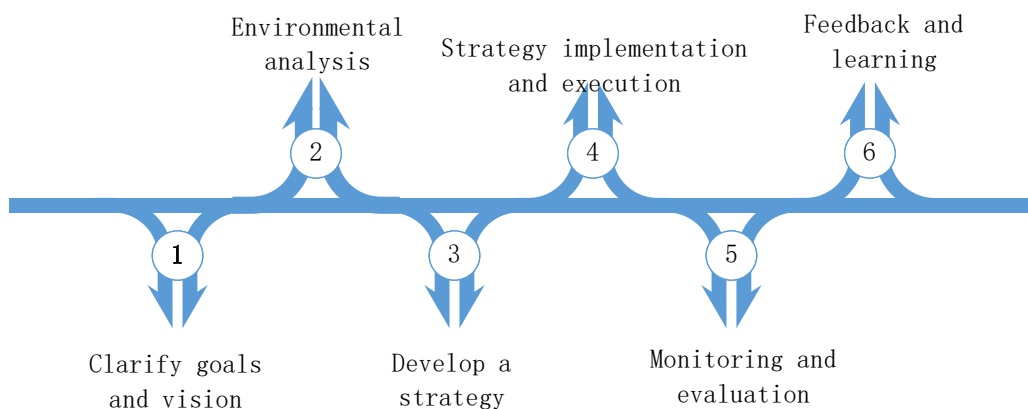 Environmental
analysis
Strategy implementation
and execution
Feedback and
learning
2
4
6
1
3
5
Clarify goals
and vision
Develop a
strategy
Monitoring and
evaluation